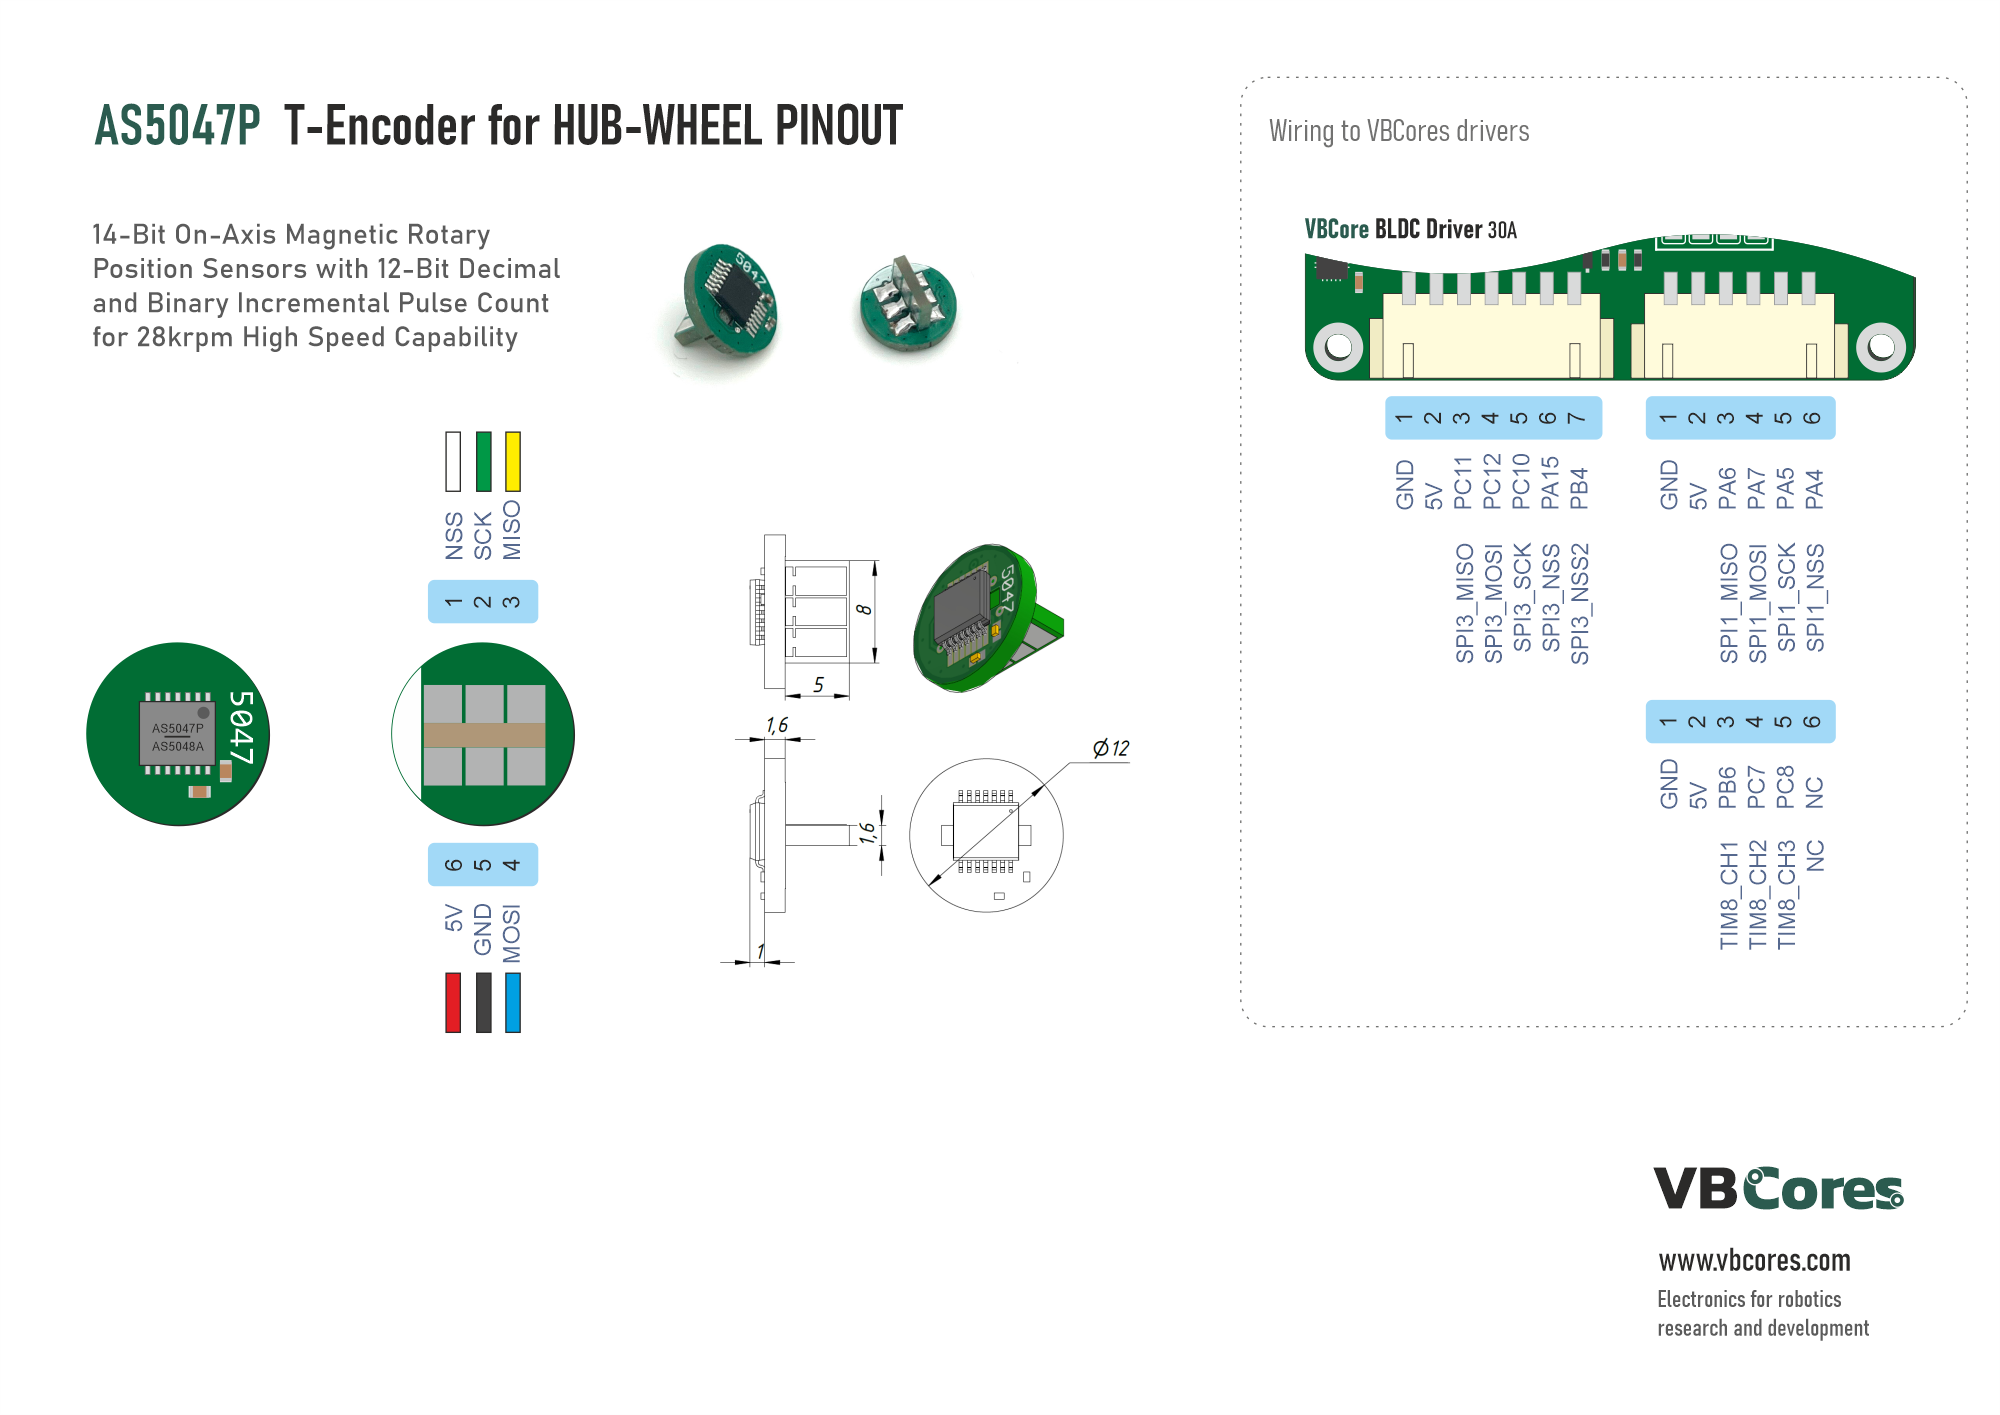 AS5047P T-Encoder for HUB-WHEEL PINOUT
14-Bit On-Axis Magnetic Rotary
Position Sensors with 12-Bit Decimal
and Binary Incremental Pulse Count
for 28krpm High Speed Capability
5047
NSS
SCK
MISO
1 2 3
5047
AS5047P
AS5048A
6 5 4
5V
GND
MOSI
8
5
5047
1,6
1,6
1
Ø12
Wiring to VBCores drivers
VBCore BLDC Driver 30A
1 2 3 4 5 6 7
GND
5V
PC11
PC12
PC10
PA15
PB4
SPI3_MISO
SPI3_MOSI
SPI3_SCK
SPI3_NSS
SPI3_NSS2
1 2 3 4 5 6
GND
5V
PA6
PA7
PA5
PA4
SPI1_MISO
SPI1_MOSI
SPI1_SCK
SPI1_NSS
1 2 3 4 5 6
GND
5V
PB6
PC7
PC8
NC
TIM8_CH1
TIM8_CH2
TIM8_CH3
NC
VBCores
www.vbcores.com
Electronics for robotics
research and development